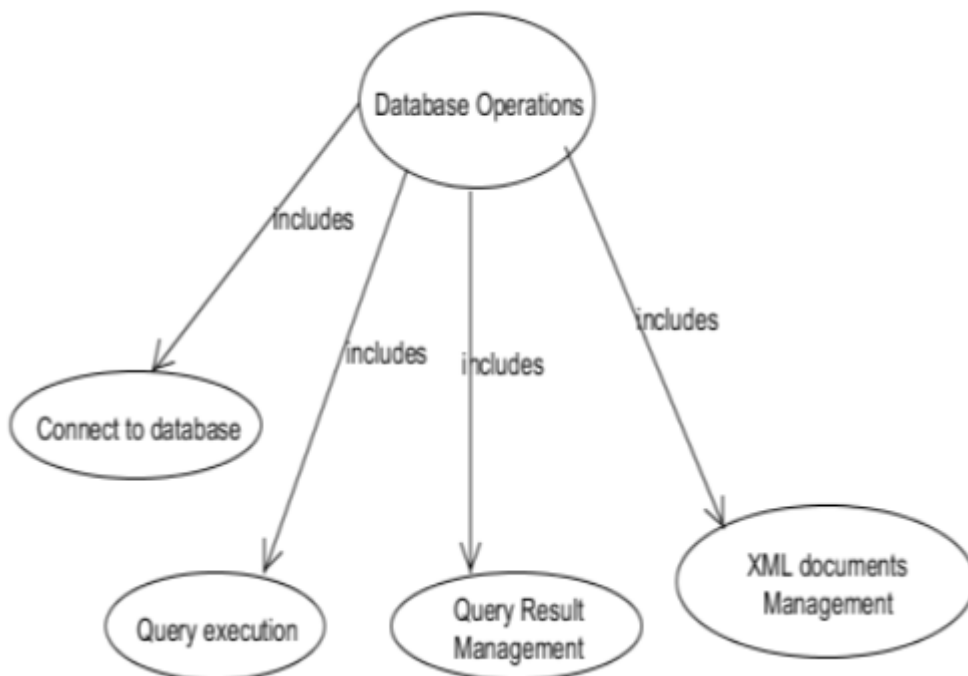 Database Operations
includes
includes
includes
includes
Connect to database
Query execution
Query Result
Management
XML documents
Management